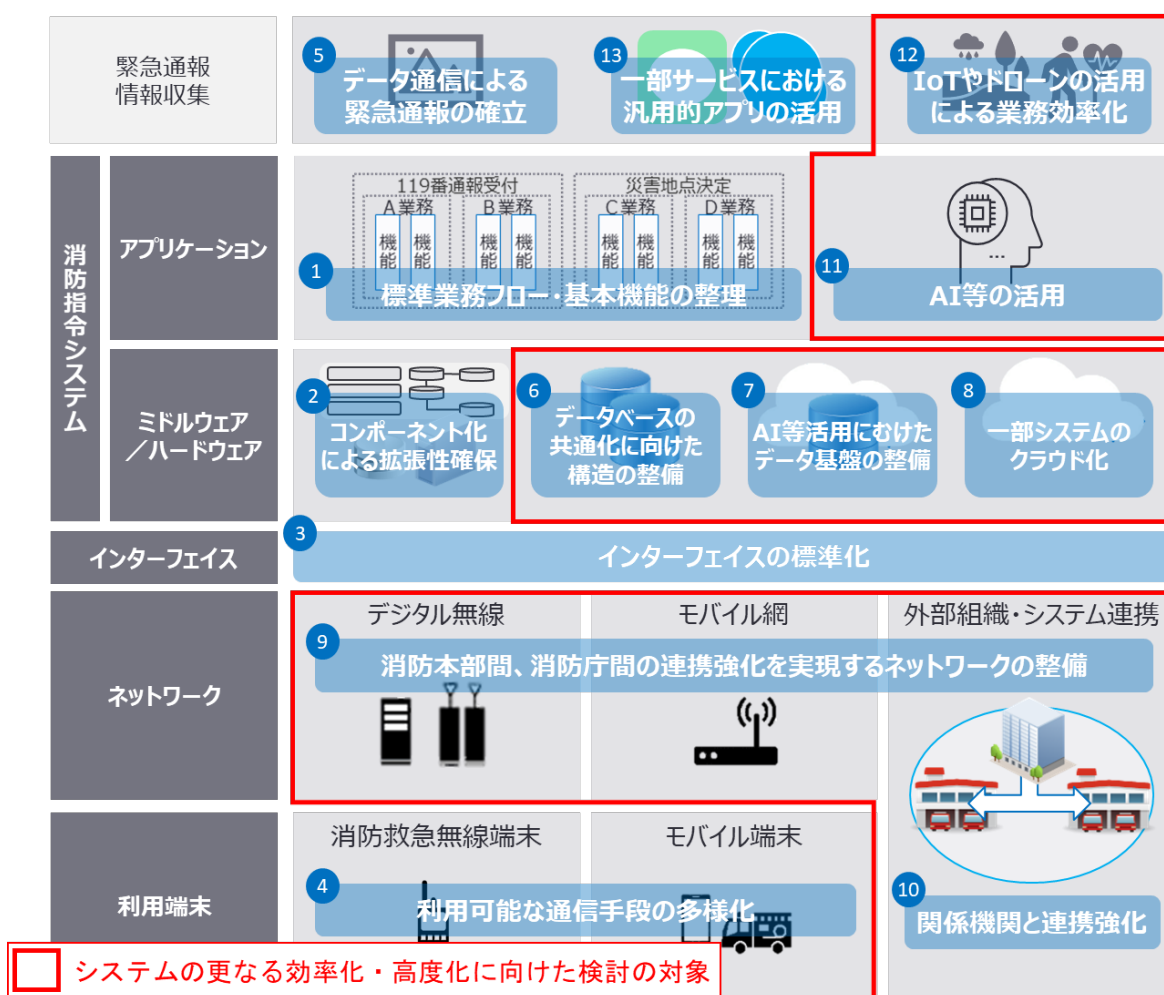 緊急通報
情報収集
5
データ通信による
緊急通報の確立
13
一部サービスにおける
汎用的アプリの活用
12
IoTやドローンの活用
による業務効率化
消防指令システム
アプリケーション
119番通報受付
A業務
B業務
機能
機能
機能
機能
災害地点決定
C業務
D業務
機能
機能
機能
機能
1
標準業務フロー・基本機能の整理
11
...
AI等の活用
ミドルウェア
／ハードウェア
2
コンポーネント化
による拡張性確保
6
データベースの
共通化に向けた
構造の整備
7
AI等活用にむけた
データ基盤の整備
8
一部システムの
クラウド化
インターフェイス
3
インターフェイスの標準化
ネットワーク
デジタル無線
モバイル網
外部組織・システム連携
9
消防本部間、消防庁間の連携強化を実現するネットワークの整備
利用端末
消防救急無線端末
モバイル端末
4
利用可能な通信手段の多様化
10
関係機関と連携強化
システムの更なる効率化・高度化に向けた検討の対象